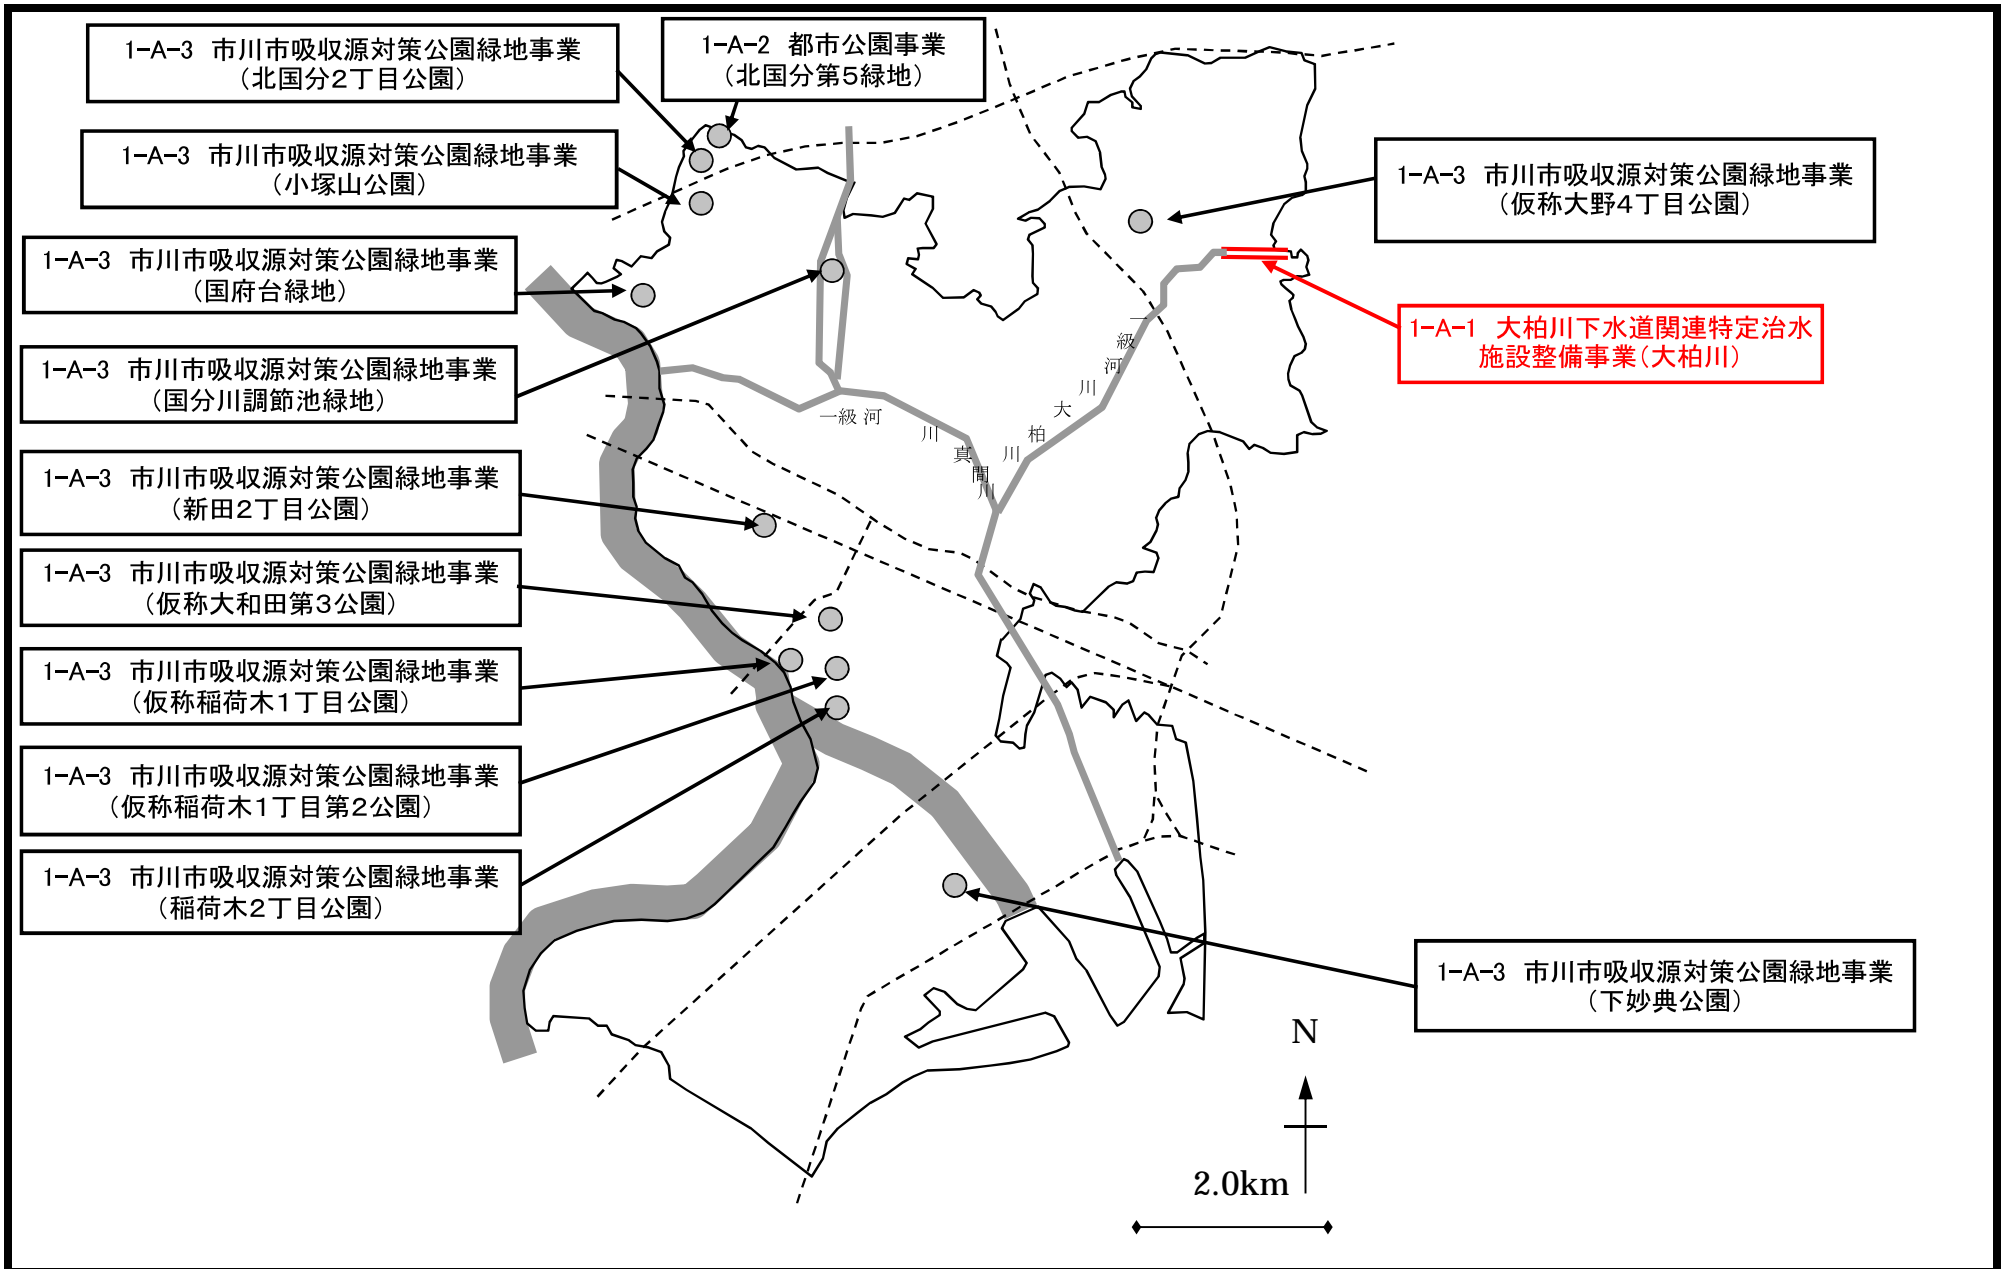 1-A-3 市川市吸収源対策公園緑地事業
（北国分２丁目公園）
1-A-2 都市公園事業
（北国分第５緑地）
1-A-3 市川市吸収源対策公園緑地事業
（小塚山公園）
1-A-3 市川市吸収源対策公園緑地事業
（仮称大野４丁目公園）
1-A-3 市川市吸収源対策公園緑地事業
（国府台緑地）
1-A-1 大柏川下水道関連特定治水
施設整備事業（大柏川）
1-A-3 市川市吸収源対策公園緑地事業
（国分川調節池緑地）
一級河川大柏川
一級河川真間川
1-A-3 市川市吸収源対策公園緑地事業
（新田２丁目公園）
1-A-3 市川市吸収源対策公園緑地事業
（仮称大和田第３公園）
1-A-3 市川市吸収源対策公園緑地事業
（仮称稲荷木１丁目公園）
1-A-3 市川市吸収源対策公園緑地事業
（仮称稲荷木１丁目第２公園）
1-A-3 市川市吸収源対策公園緑地事業
（稲荷木２丁目公園）
1-A-3 市川市吸収源対策公園緑地事業
（下妙典公園）
N
2.0km